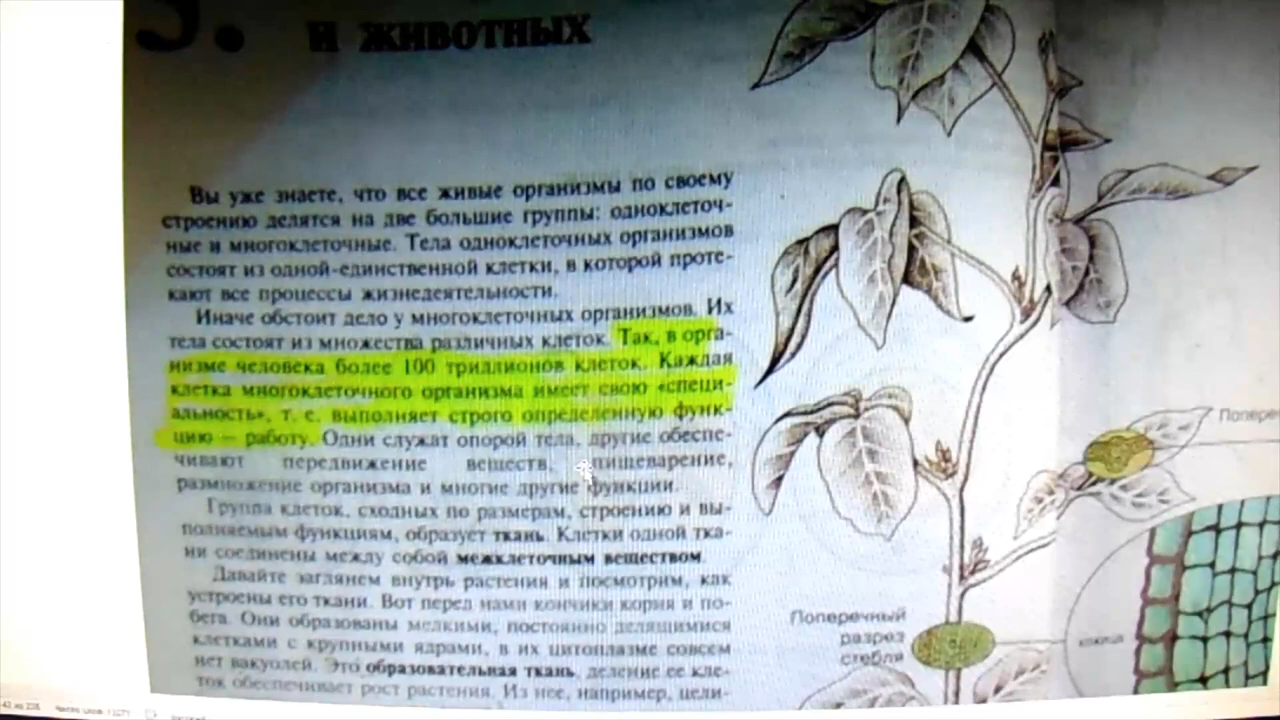 5. и животных
Вы уже знаете, что все живые организмы по своему
строению делятся на две большие группы: одноклеточ-
ные и многоклеточные. Тела одноклеточных организмов
состоят из одной-единственной клетки, в которой проте-
кают все процессы жизнедеятельности.
Иначе обстоит дело у многоклеточных организмов. Их
тела состоят из множества различных клеток. Так, в орга-
низме человека более 100 триллионов клеток. Каждая
клетка многоклеточного организма имеет свою «специ-
альность», т. е. выполняет строго определенную функ-
цию — работу. Одни служат опорой тела, другие обеспе-
чивают передвижение веществ, пищеварение,
размножение организма и многие другие функции.
Группа клеток, сходных по размерам, строению и вы-
полняемым функциям, образует ткань. Клетки одной тка-
ни соединены между собой межклеточным веществом.
Давайте заглянем внутрь растения и посмотрим, как
устроены его ткани. Вот перед нами кончики корня и по-
бега. Они образованы мелкими, постоянно делящимися
клетками с крупными ядрами, в их цитоплазме совсем
нет вакуолей. Это образовательная ткань, деление ее кле-
ток обеспечивает рост растения. Из нее, например, цели-
Попере
Поперечный
разрез
стебля
кожица